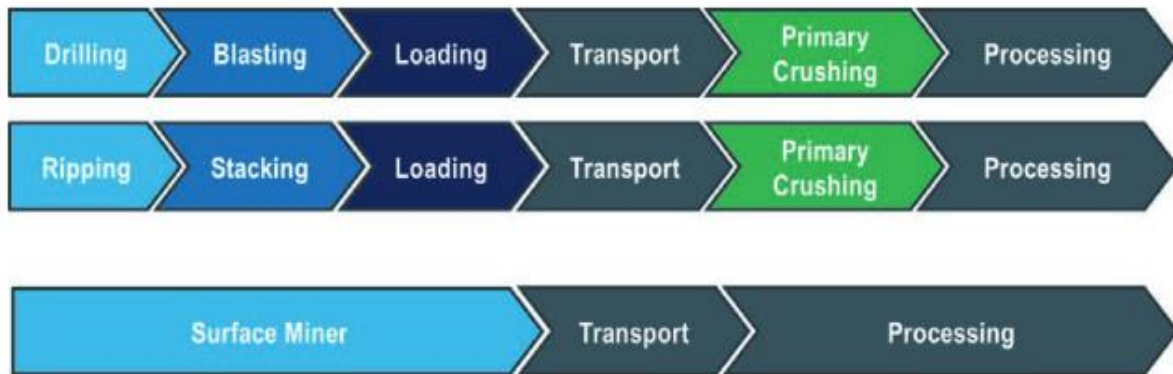 Drilling Blasting Loading Transport Primary Crushing Processing
Ripping Stacking Loading Transport Primary Crushing Processing
Surface Miner Transport Processing